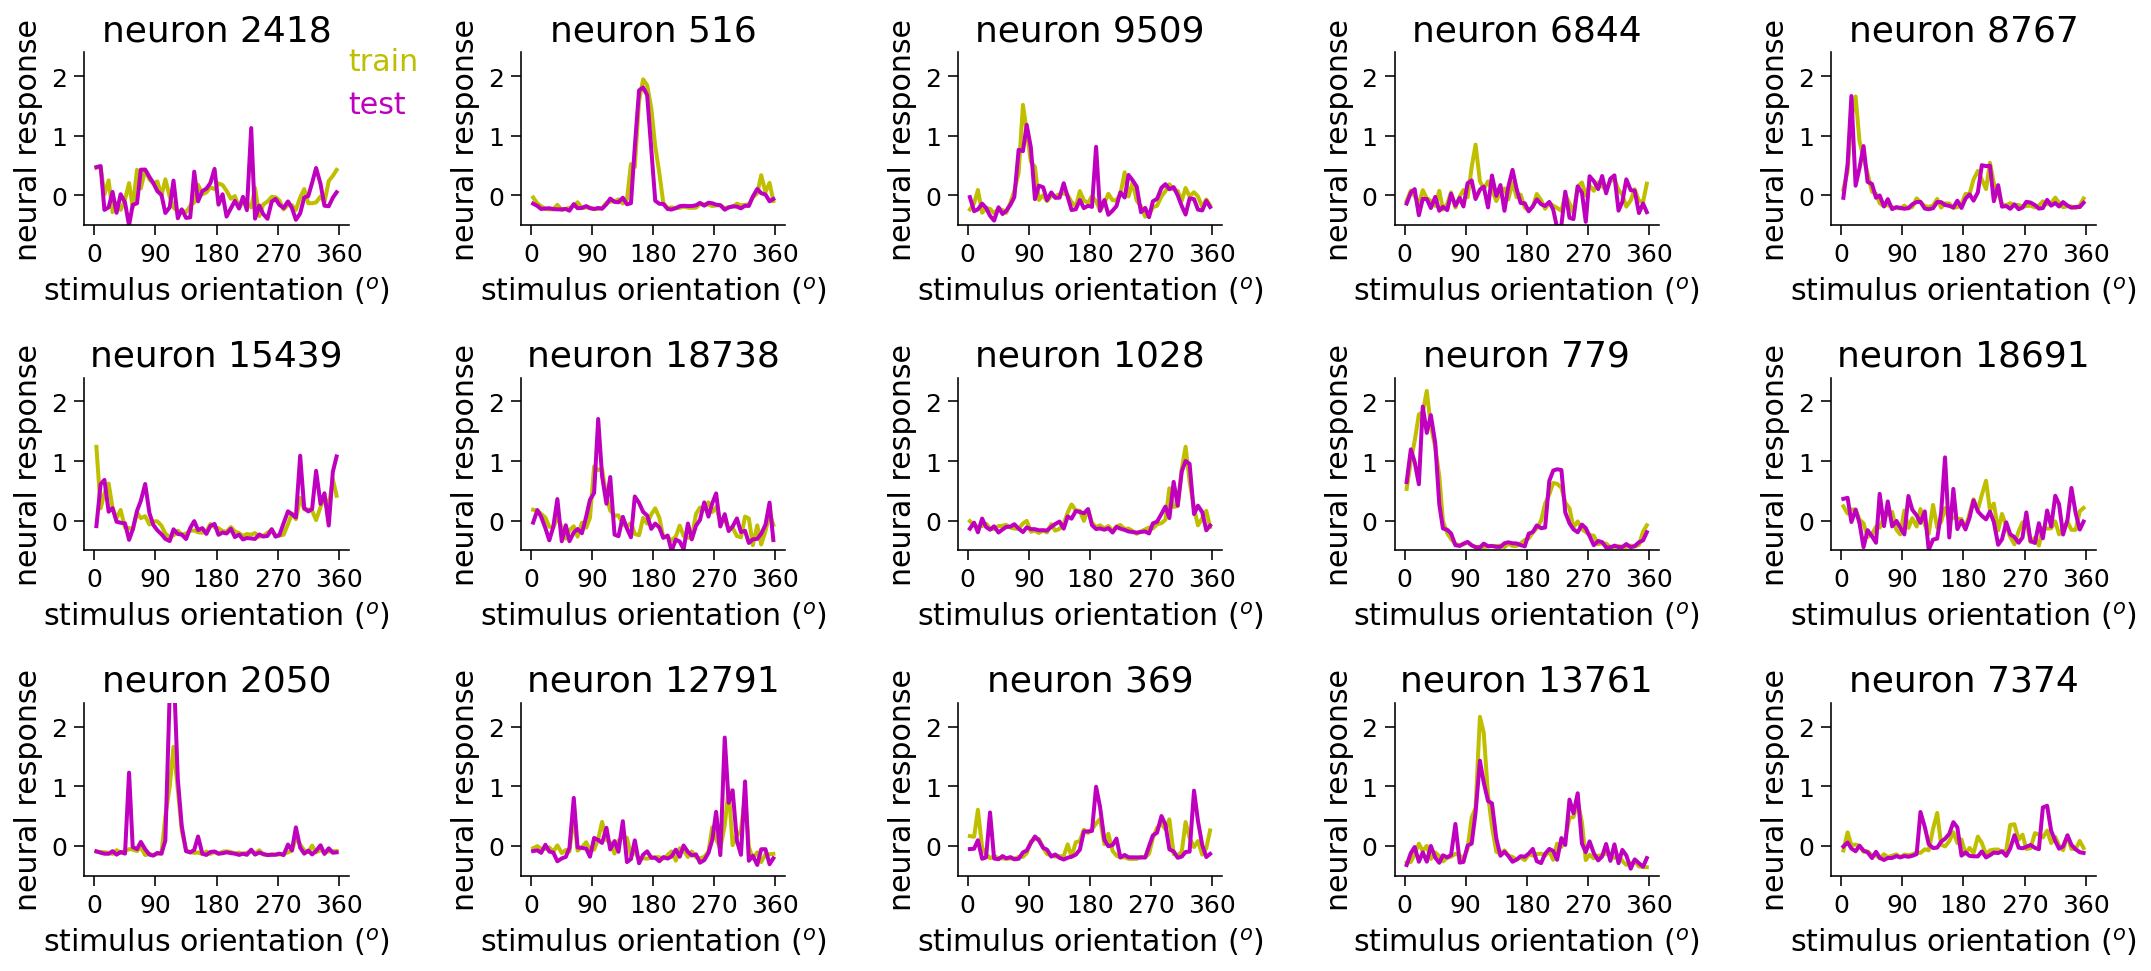 neuron 2418
neuron 516
neuron 9509
neuron 6844
neuron 8767
train
test
neural response
2
1
0
0 90 180 270 360
stimulus orientation (o)
neural response
2
1
0
0 90 180 270 360
stimulus orientation (o)
neural response
2
1
0
0 90 180 270 360
stimulus orientation (o)
neural response
2
1
0
0 90 180 270 360
stimulus orientation (o)
neural response
2
1
0
0 90 180 270 360
stimulus orientation (o)
neuron 15439
neuron 18738
neuron 1028
neuron 779
neuron 18691
neural response
2
1
0
0 90 180 270 360
stimulus orientation (o)
neural response
2
1
0
0 90 180 270 360
stimulus orientation (o)
neural response
2
1
0
0 90 180 270 360
stimulus orientation (o)
neural response
2
1
0
0 90 180 270 360
stimulus orientation (o)
neural response
2
1
0
0 90 180 270 360
stimulus orientation (o)
neuron 2050
neuron 12791
neuron 369
neuron 13761
neuron 7374
neural response
2
1
0
0 90 180 270 360
stimulus orientation (o)
neural response
2
1
0
0 90 180 270 360
stimulus orientation (o)
neural response
2
1
0
0 90 180 270 360
stimulus orientation (o)
neural response
2
1
0
0 90 180 270 360
stimulus orientation (o)
neural response
2
1
0
0 90 180 270 360
stimulus orientation (o)